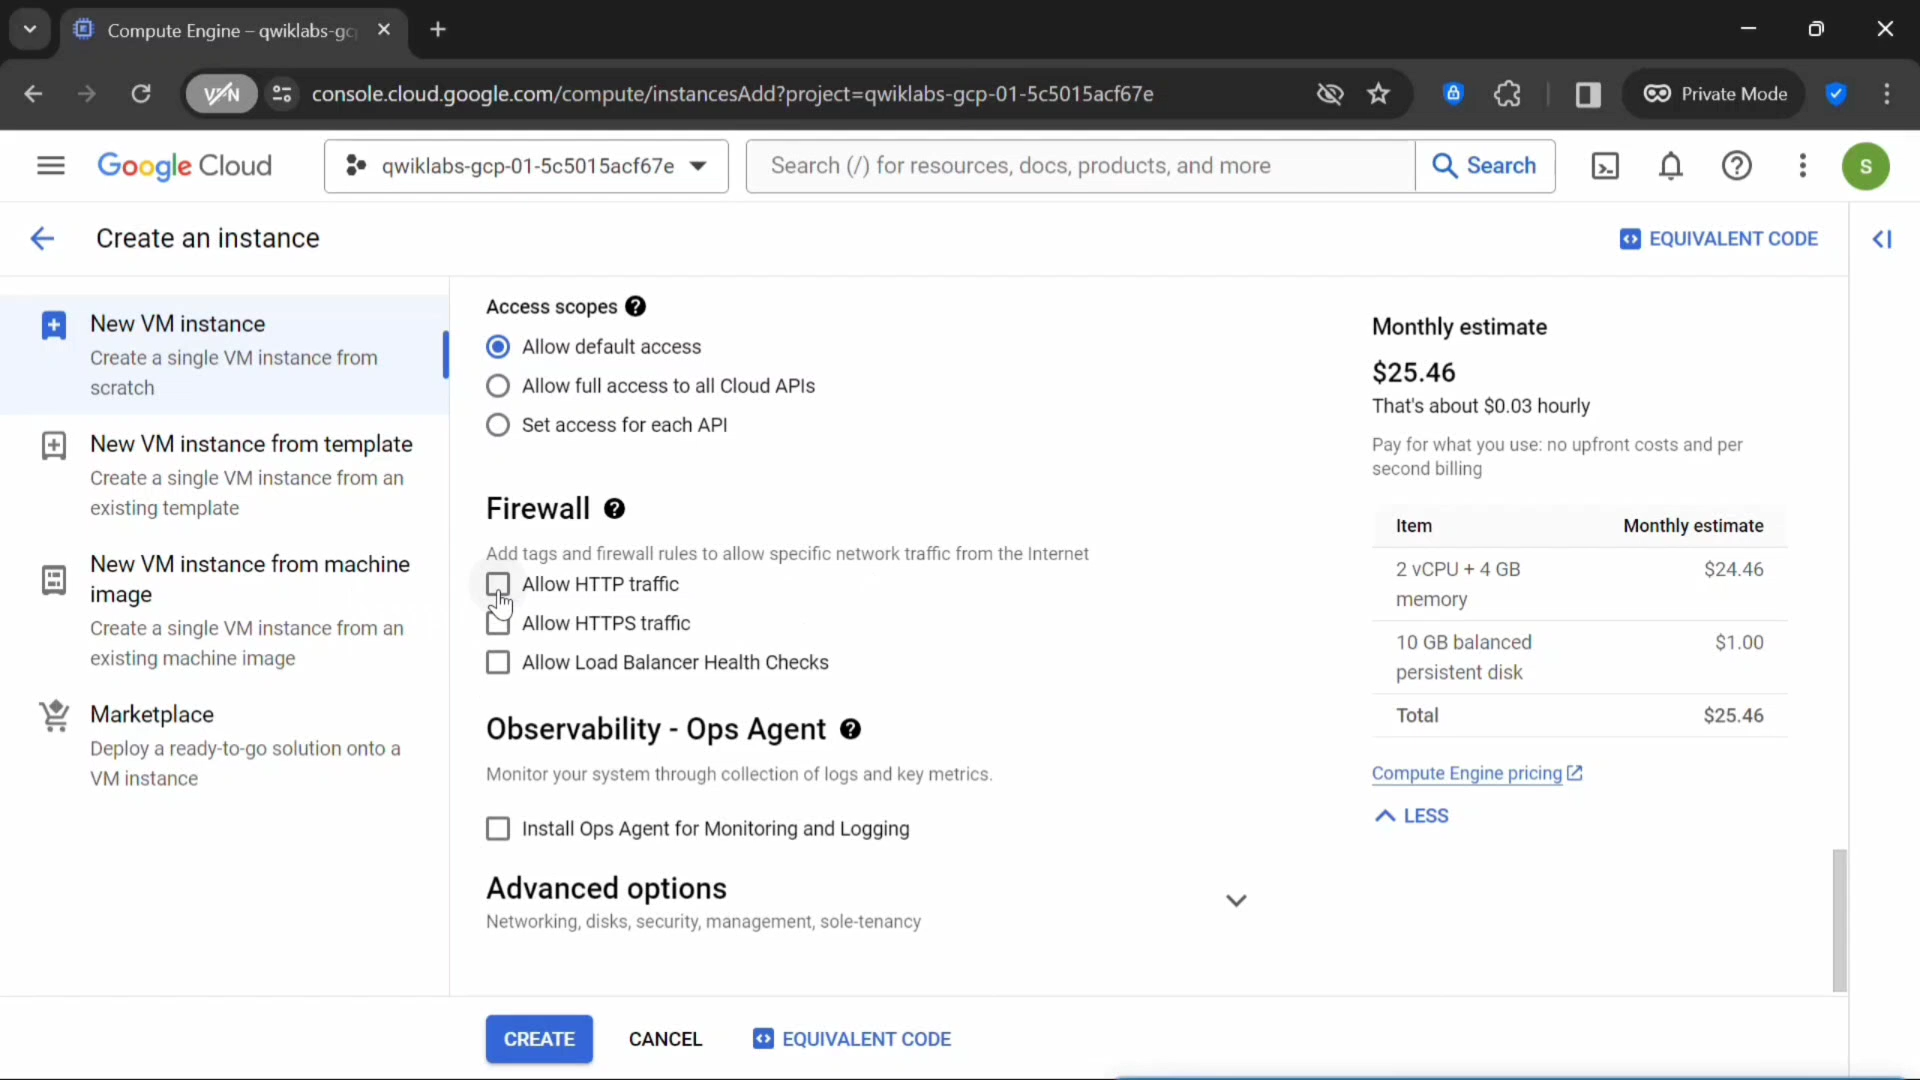 Compute Engine – qwiklabs-gc
VPN
console.cloud.google.com/compute/instancesAdd?project=qwiklabs-gcp-01-5c5015acf67e
Private Mode
Google Cloud
qwiklabs-gcp-01-5c5015acf67e
Search (/) for resources, docs, products, and more
Search
S
Create an instance
EQUIVALENT CODE
New VM instance
Create a single VM instance from
scratch
New VM instance from template
Create a single VM instance from an
existing template
New VM instance from machine
image
Create a single VM instance from an
existing machine image
Marketplace
Deploy a ready-to-go solution onto a
VM instance
Access scopes
Allow default access
Allow full access to all Cloud APIs
Set access for each API
Firewall
Add tags and firewall rules to allow specific network traffic from the Internet
Allow HTTP traffic
Allow HTTPS traffic
Allow Load Balancer Health Checks
Observability - Ops Agent
Monitor your system through collection of logs and key metrics.
Install Ops Agent for Monitoring and Logging
Advanced options
Networking, disks, security, management, sole-tenancy
CREATE
CANCEL
EQUIVALENT CODE
Monthly estimate
$25.46
That's about $0.03 hourly
Pay for what you use: no upfront costs and per
second billing
Item Monthly estimate
2 vCPU + 4 GB $24.46
memory
10 GB balanced $1.00
persistent disk
Total $25.46
Compute Engine pricing
LESS